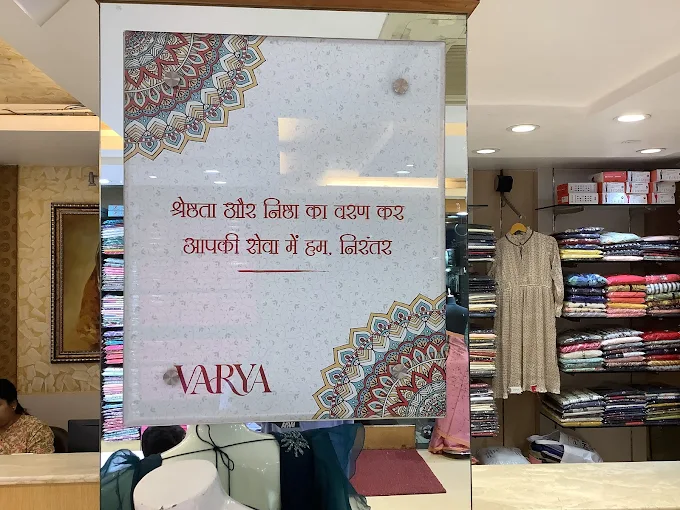 श्रेष्ठता और निष्ठा का वरण कर
आपकी सेवा में हम. निरंतर
VARYA